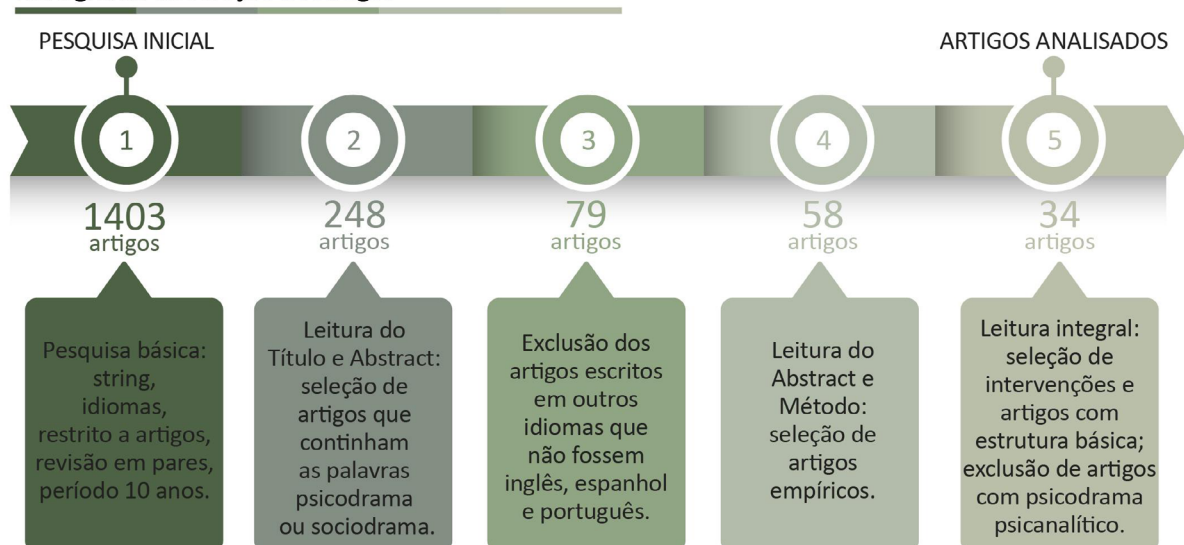 PESQUISA INICIAL
ARTIGOS ANALISADOS
1
2
3
4
5
1403
artigos
248
artigos
79
artigos
58
artigos
34
artigos
Pesquisa básica:
string,
idiomas,
restrito a artigos,
revisão em pares,
período 10 anos.
Leitura do
Título e Abstract:
seleção de
artigos que
continham
as palavras
psicodrama
ou sociodrama.
Exclusão dos
artigos escritos
em outros
idiomas que
não fossem
inglês, espanhol
e português.
Leitura do
Abstract e
Método:
seleção de
artigos
empíricos.
Leitura integral:
seleção de
intervenções e
artigos com
estrutura básica;
exclusão de artigos
com psicodrama
psicanalítico.